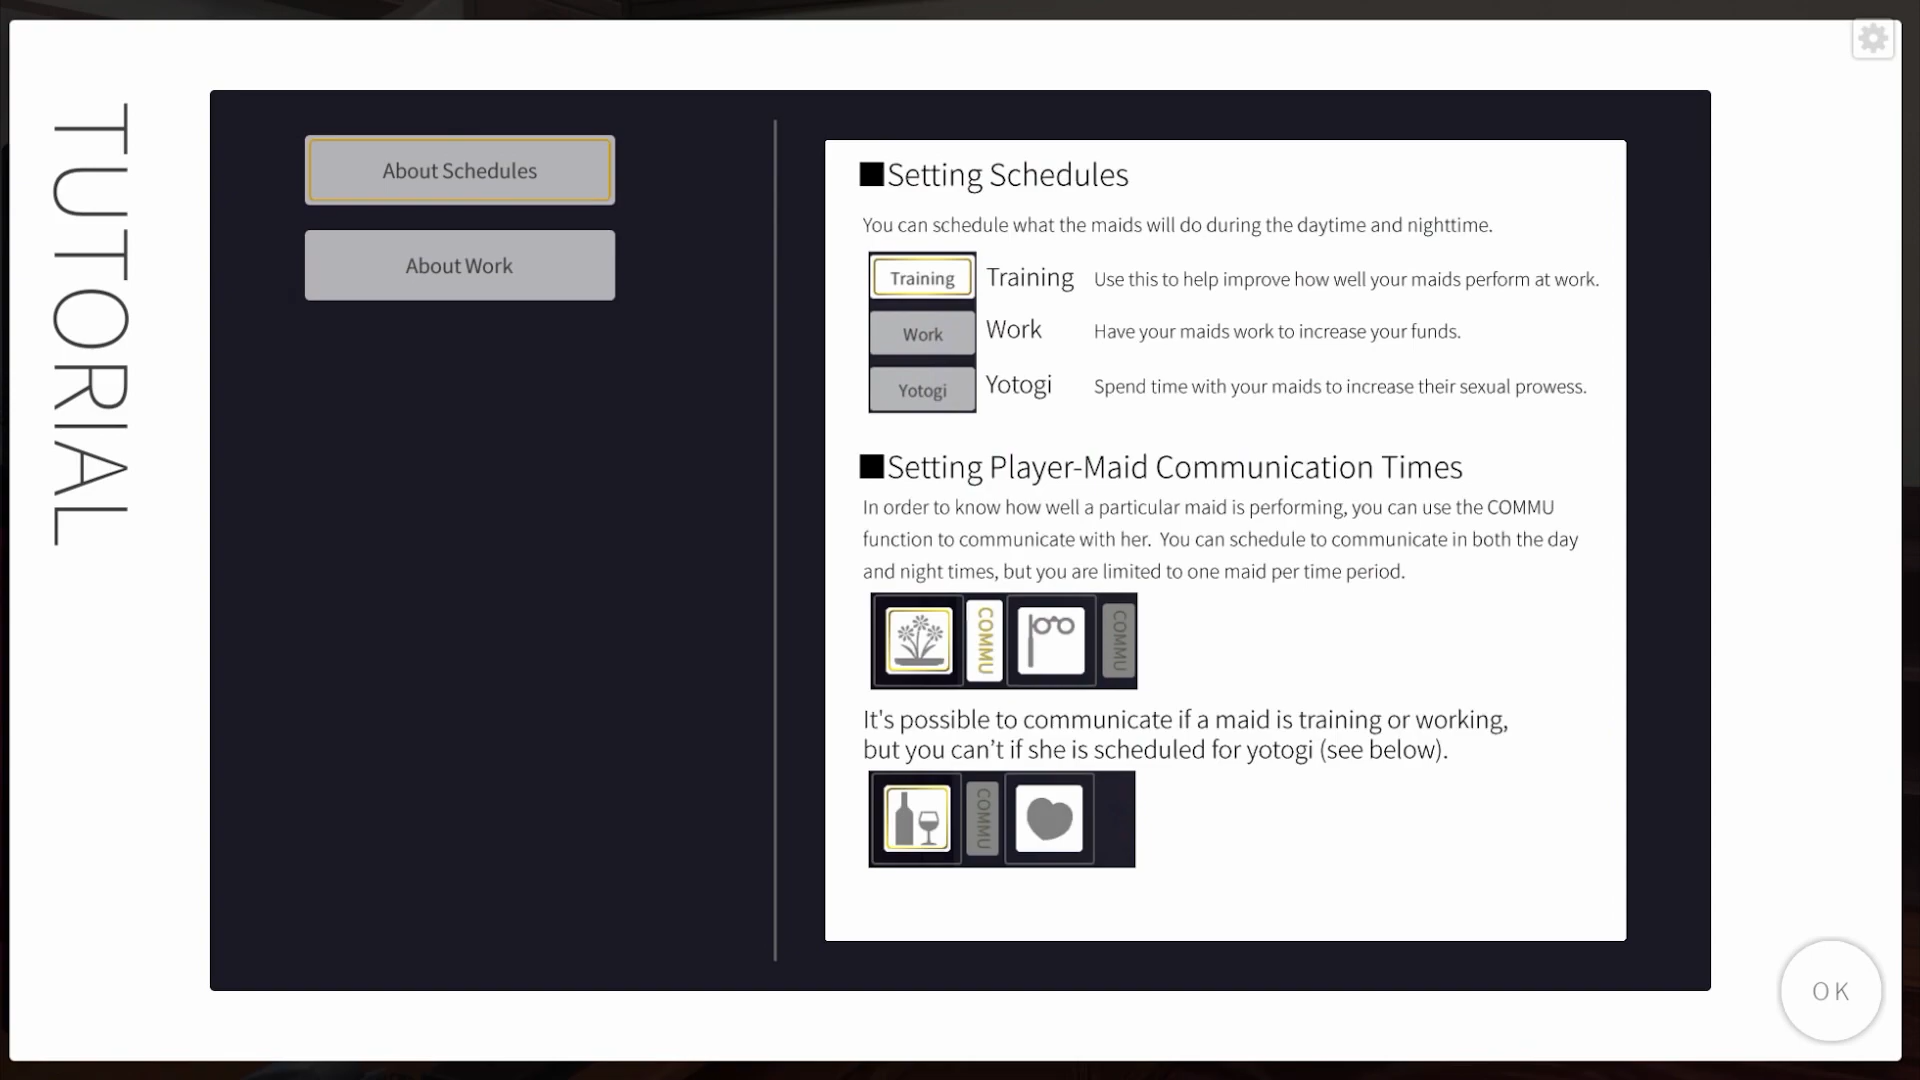 TUTORIAL
About Schedules
About Work
■Setting Schedules
You can schedule what the maids will do during the daytime and nighttime.
Training Training Use this to help improve how well your maids perform at work.
Work Work Have your maids work to increase your funds.
Yotogi Yotogi Spend time with your maids to increase their sexual prowess.
■Setting Player-Maid Communication Times
In order to know how well a particular maid is performing, you can use the COMMU
function to communicate with her. You can schedule to communicate in both the day
and night times, but you are limited to one maid per time period.
COMMU COMMU
It's possible to communicate if a maid is training or working,
but you can’t if she is scheduled for yotogi (see below).
COMMU
OK